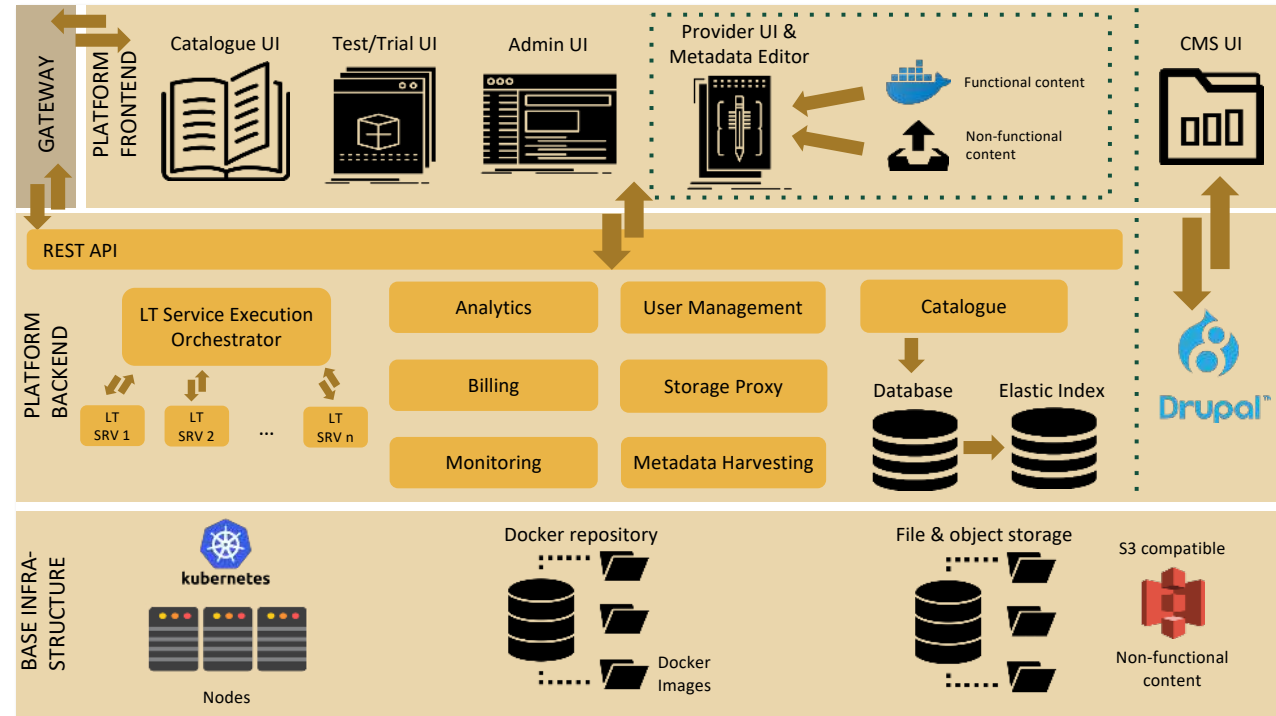 GATEWAY
PLATFORM
FRONTEND
Catalogue UI
Test/Trial UI
Admin UI
Provider UI &
Metadata Editor
Functional content
Non-functional
content
CMS UI
PLATFORM
BACKEND
REST API
LT Service Execution
Orchestrator
LT
SRV 1
LT
SRV 2
...
LT
SRV n
Analytics
User Management
Catalogue
Billing
Storage Proxy
Monitoring
Metadata Harvesting
Database
Elastic Index
Drupal™
BASE INFRA-
STRUCTURE
kubernetes
Nodes
Docker repository
Docker
Images
File & object storage
S3 compatible
Non-functional
content